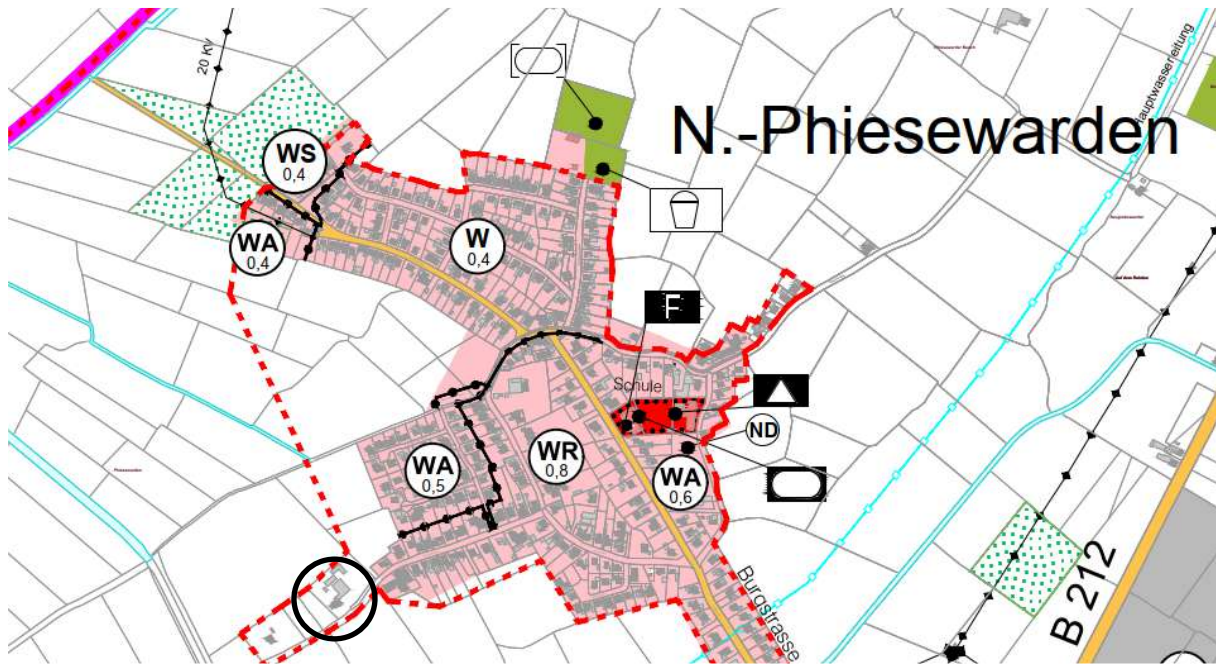 20 KV
Hauptwasserleitung
N.-Phiesewarden
WS
0,4
WA
0,4
W
0,4
F
Schule
ND
WA
0,5
WR
0,8
WA
0,6
Burgstrasse
B 212